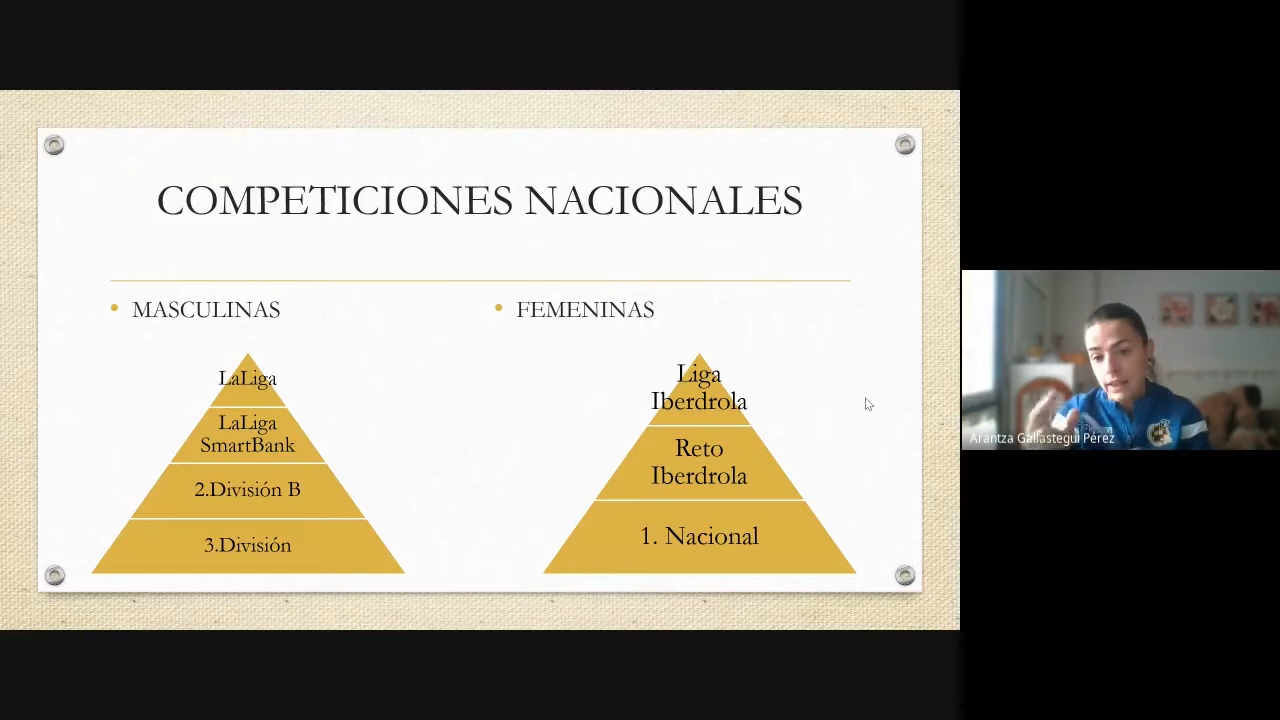 COMPETICIONES NACIONALES
• MASCULINAS
LaLiga
LaLiga
SmartBank
2.División B
3.División
• FEMENINAS
Liga
Iberdrola
Reto
Iberdrola
1. Nacional
Arantza Gallastegui Pérez